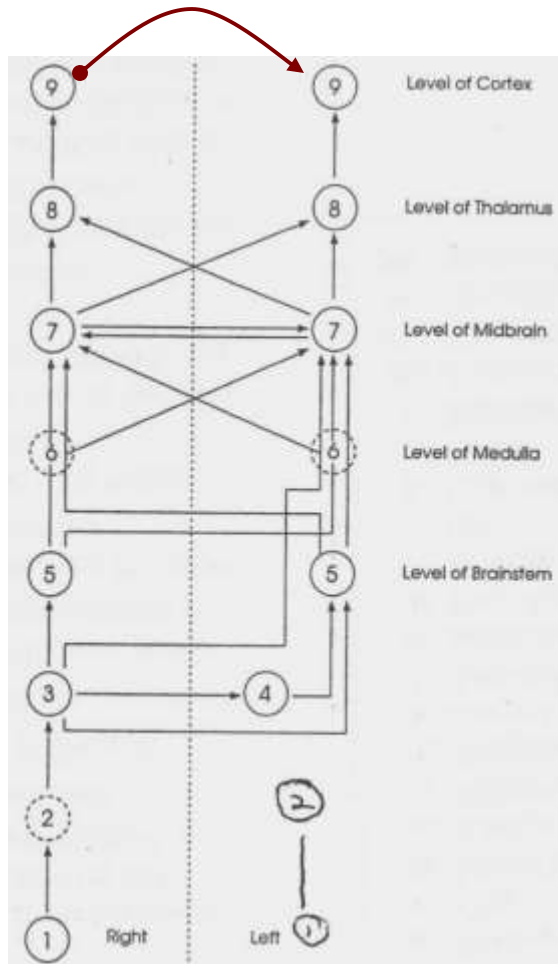 9 9 Level of Cortex
8 8 Level of Thalamus
7 7 Level of Midbrain
6 6 Level of Medulla
5 5 Level of Brainstem
3 4
2 2
1 Right Left 1